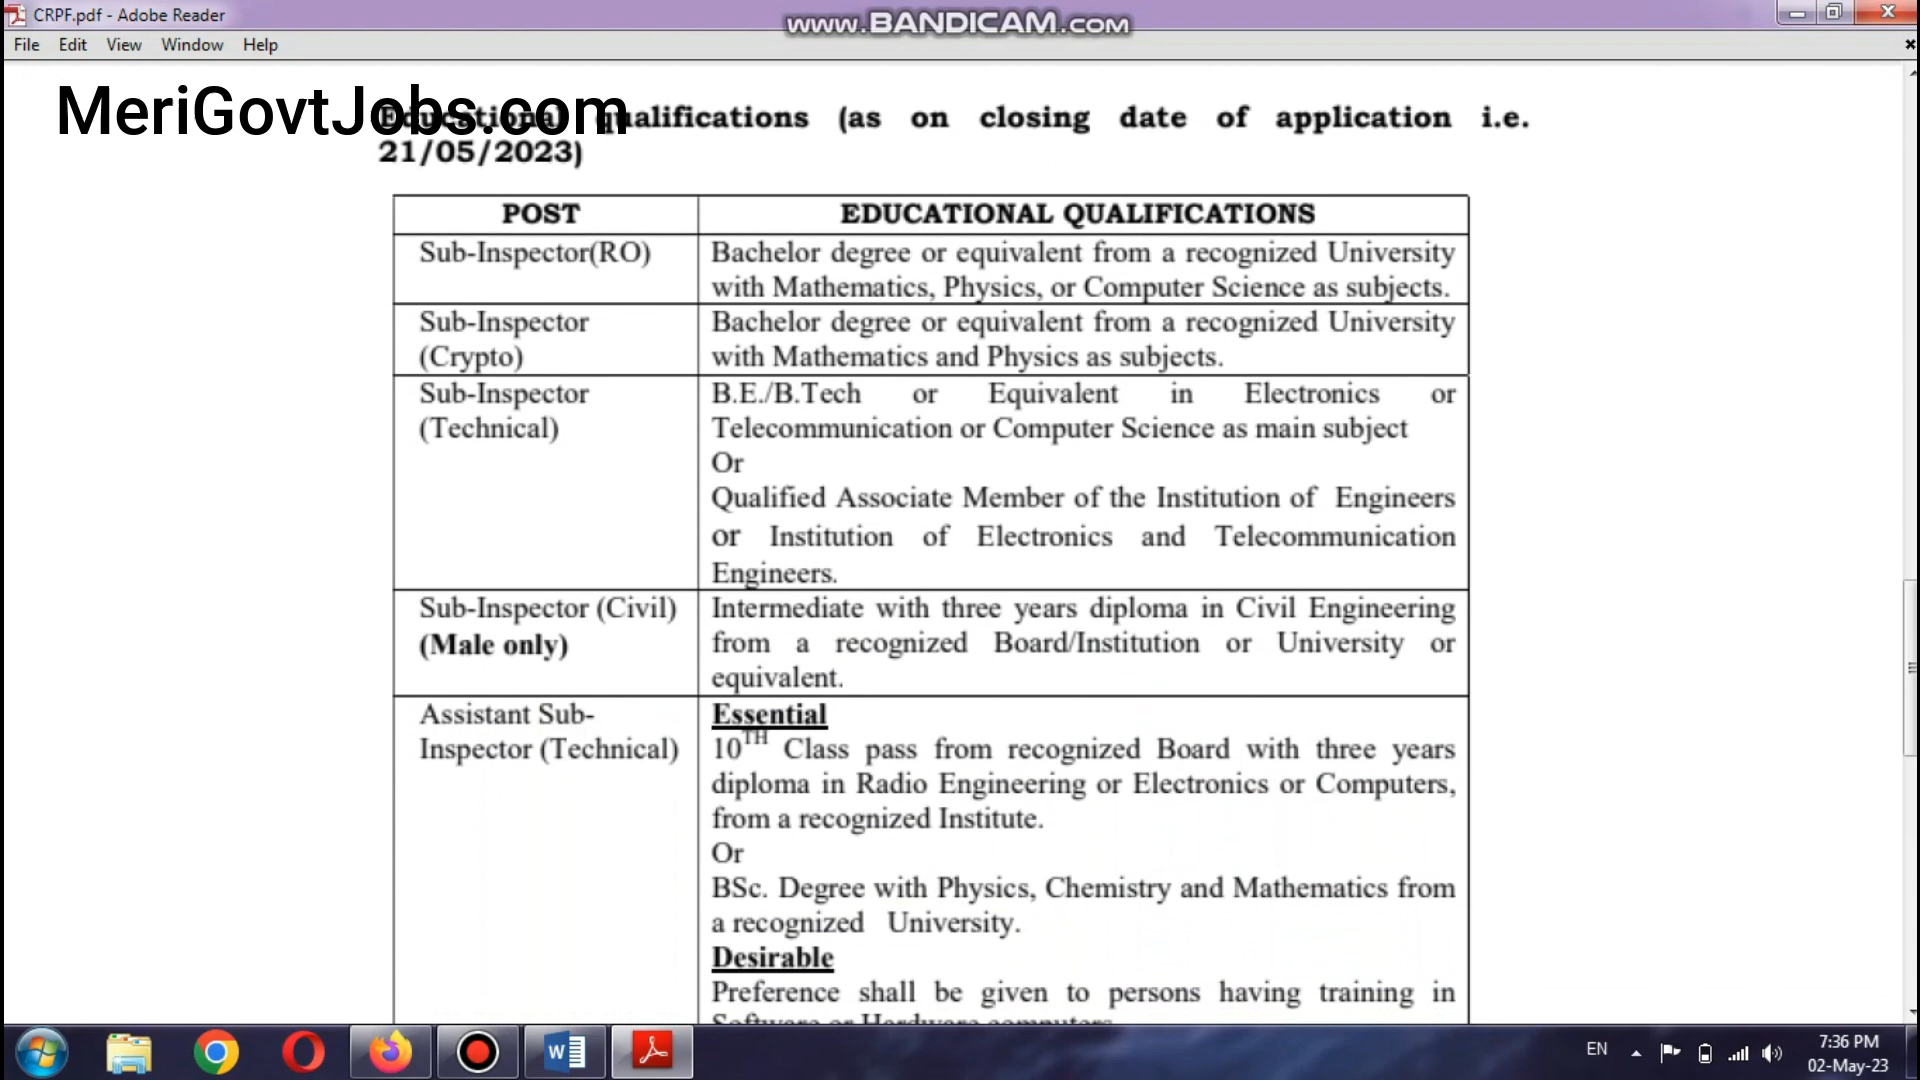 CRPF.pdf - Adobe Reader
www.BANDICAM.com
File Edit View Window Help
MeriGovtJobs.com
Educational qualifications (as on closing date of application i.e.
21/05/2023)
POST EDUCATIONAL QUALIFICATIONS
Sub-Inspector(RO) Bachelor degree or equivalent from a recognized University
with Mathematics, Physics, or Computer Science as subjects.
Sub-Inspector Bachelor degree or equivalent from a recognized University
(Crypto) with Mathematics and Physics as subjects.
Sub-Inspector B.E./B.Tech or Equivalent in Electronics or
(Technical) Telecommunication or Computer Science as main subject
Or
Qualified Associate Member of the Institution of Engineers
or Institution of Electronics and Telecommunication
Engineers.
Sub-Inspector (Civil) Intermediate with three years diploma in Civil Engineering
(Male only) from a recognized Board/Institution or University or
equivalent.
Assistant Sub- Essential
Inspector (Technical) 10TH Class pass from recognized Board with three years
diploma in Radio Engineering or Electronics or Computers,
from a recognized Institute.
Or
BSc. Degree with Physics, Chemistry and Mathematics from
a recognized University.
Desirable
Preference shall be given to persons having training in
Software or Hardware computers
EN
7:36 PM
02-May-23